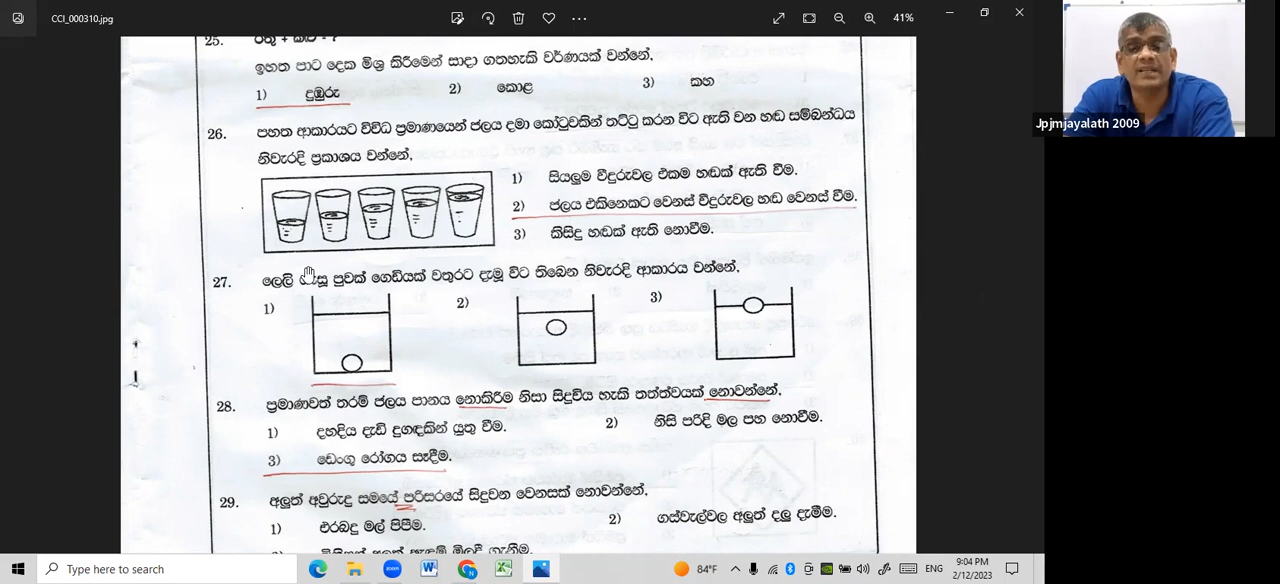 CCI_000310.jpg
41%
25. රතු + කළු = ?
ඉහත පාට දෙක මිශ්‍ර කිරීමෙන් සාදා ගතහැකි වර්ණයක් වන්නේ,
1) දුඹුරු 2) කොළ 3) කහ
26. පහත ආකාරයට විවිධ ප්‍රමාණයෙන් ජලය දමා කෝටුවකින් තට්ටු කරන විට ඇති වන හඬ සම්බන්ධය
නිවැරදි ප්‍රකාශය වන්නේ,
1) සියලුම වීදුරුවල එකම හඬක් ඇති වීම.
2) ජලය එකිනෙකට වෙනස් වීදුරුවල හඬ වෙනස් වීම.
3) කිසිදු හඬක් ඇති නොවීම.
27. ලෙලි ගැසූ පුවක් ගෙඩියක් වතුරට දැමූ විට තිබෙන නිවැරදි ආකාරය වන්නේ,
1) 2) 3)
28. ප්‍රමාණවත් තරම් ජලය පානය නොකිරීම නිසා සිදුවිය හැකි තත්ත්වයක් නොවන්නේ,
1) දහදිය දැඩි දුගඳකින් යුතු වීම. 2) නිසි පරිදි මල පහ නොවීම.
3) ඩෙංගු රෝගය සෑදීම.
29. අලුත් අවුරුදු සමයේ පරිසරයේ සිදුවන වෙනසක් නොවන්නේ,
1) එරබදු මල් පිපීම. 2) ගස්වැල්වල අලුත් දලු දැමීම.
Jpjmjayalath 2009
Type here to search
84°F
ENG
9:04 PM
2/12/2023